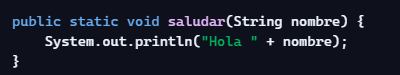 public static void saludar(String nombre) {
    System.out.println("Hola " + nombre);
}